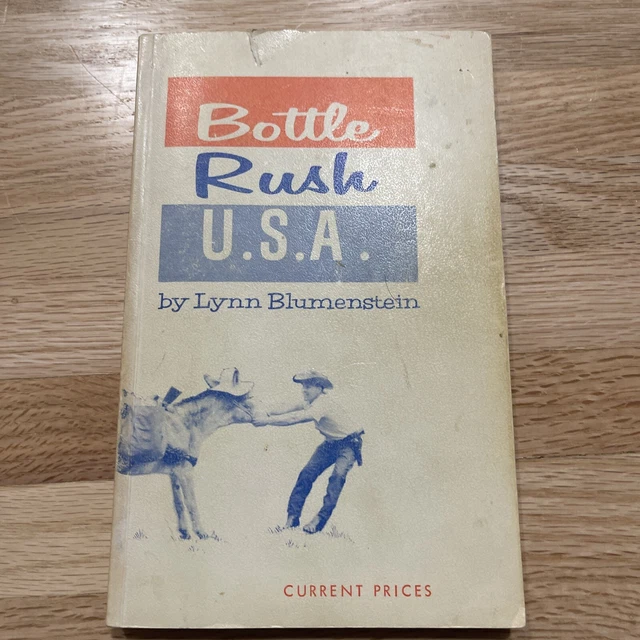 Bottle
Rush
U.S.A.
by Lynn Blumenstein
CURRENT PRICES